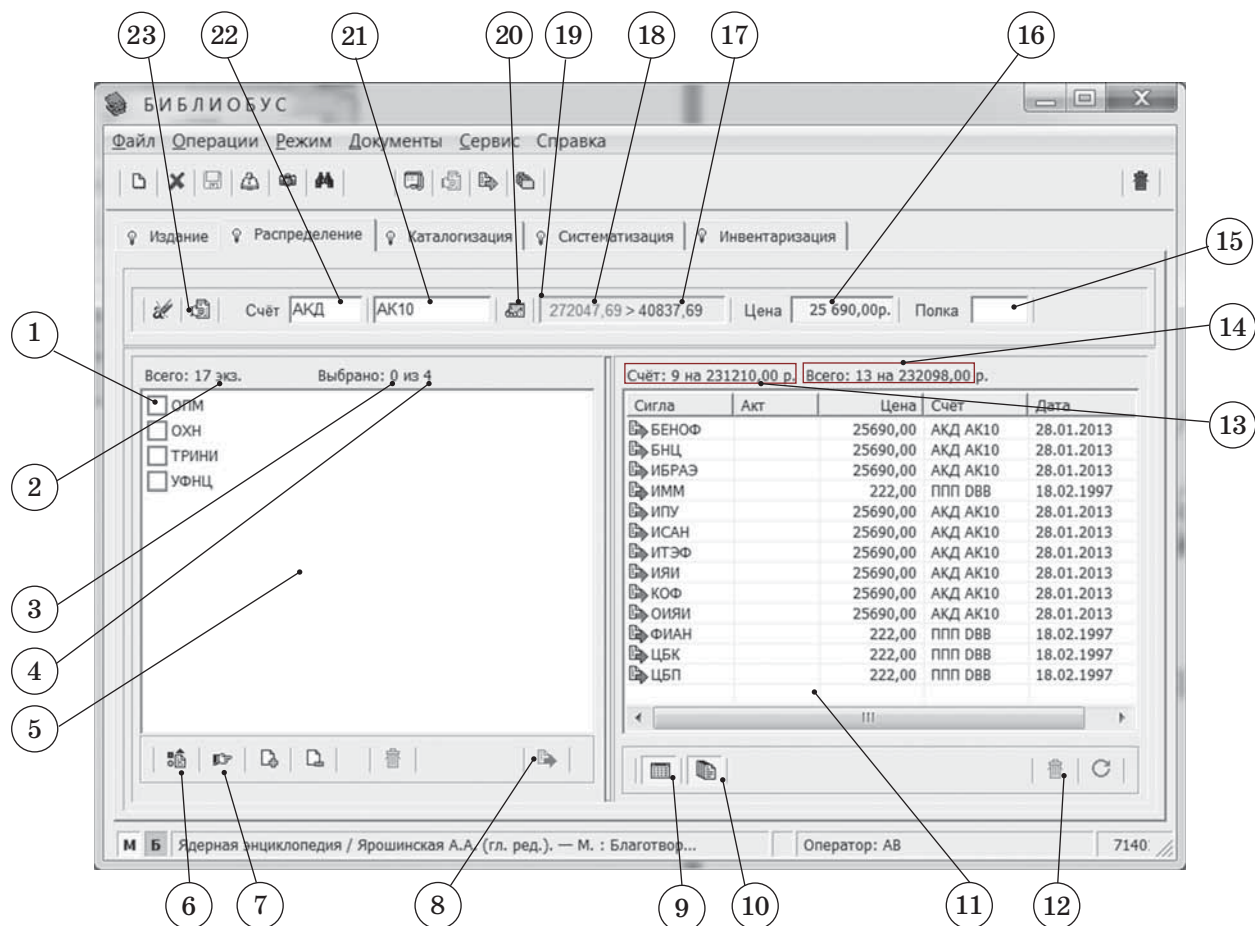 23 22 21 20 19 18 17 16
БИБЛИОБУС
Файл Операции Режим Документы Сервис Справка
Издание Распределение Каталогизация Систематизация Инвентаризация
15
Счёт АКД АК10 272047,69 > 40837,69 Цена 25 690,00р. Полка
1
14
Всего: 17 экз. Выбрано: 0 из 4
Счёт: 9 на 231210,00 р. Всего: 13 на 232098,00 р.
ОПМ
ОХН
ТРИНИ
УФНЦ
Сигла Акт Цена Счёт Дата
13
БЕНОФ 25690,00 АКД АК10 28.01.2013
БНЦ 25690,00 АКД АК10 28.01.2013
ИБРАЭ 25690,00 АКД АК10 28.01.2013
ИММ 222,00 ППП DBB 18.02.1997
ИПУ 25690,00 АКД АК10 28.01.2013
ИСАН 25690,00 АКД АК10 28.01.2013
ИТЭФ 25690,00 АКД АК10 28.01.2013
ИЯИ 25690,00 АКД АК10 28.01.2013
КОФ 25690,00 АКД АК10 28.01.2013
ОИЯИ 25690,00 АКД АК10 28.01.2013
ФИАН 222,00 ППП DBB 18.02.1997
ЦБК 222,00 ППП DBB 18.02.1997
ЦБП 222,00 ППП DBB 18.02.1997
2
3
4
5
М Б Ядерная энциклопедия / Ярошинская А.А. (гл. ред.). — М. : Благотвор... Оператор: АВ 7140
6 7 8 9 10 11 12